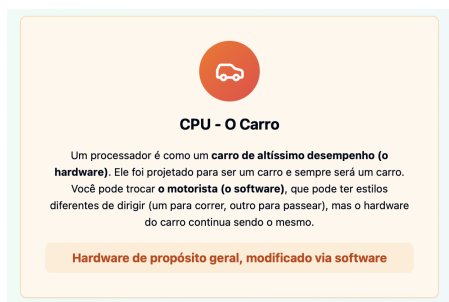 CPU - O Carro
Um processador é como um carro de altíssimo desempenho (o
hardware). Ele foi projetado para ser um carro e sempre será um carro.
Você pode trocar o motorista (o software), que pode ter estilos
diferentes de dirigir (um para correr, outro para passear), mas o hardware
do carro continua sendo o mesmo.
Hardware de propósito geral, modificado via software